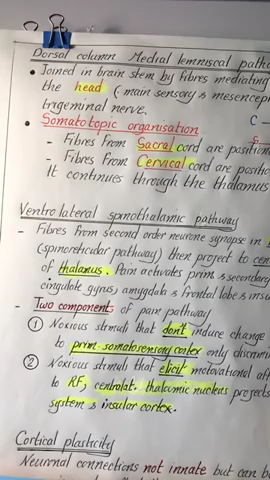 Dorsal column Medial lemniscal path
• Joined in brain stem by fibres mediating
the head (main sensory & mesencep
trigeminal nerve.
C
• Somatotopic organisation
S
- Fibres from Sacral cord are position
- Fibres from Cervical cord are positio
It continues through the thalamus
Ventrolateral spinothalamic pathway
- Fibres from second order neurone synapse in
(spinoreticular pathway) then project to cen
of thalamus. Pain activates prim & secondary
cingulate gyrus, amygdala & frontal lobe & insu
- Two components of pain pathway
① Noxious stimuli that don't induce change
to prim somatosensory cortex only discrim
② Noxious stimuli that elicit motovational aff
to RF, centrolat. thalamic nucleus projects
system & insular cortex.
Cortical plasticity
Neuronal connections not innate but can b